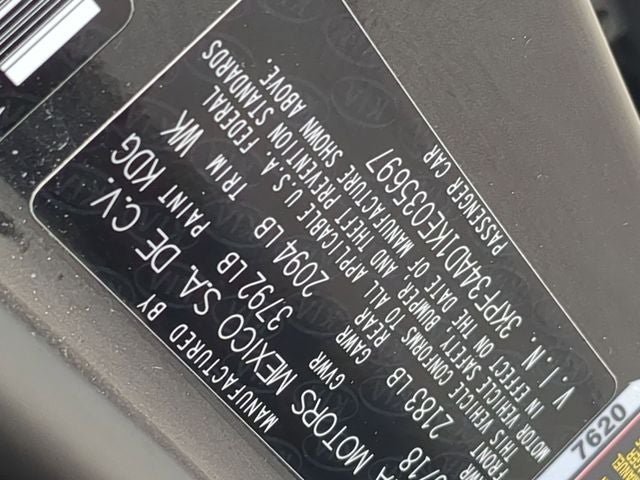 MANUFACTURED BY
A MOTORS MEXICO S.A. DE C.V.
/18 GVWR 3792 LB PAINT KDG
FRONT 2183 LB GAWR REAR 2094 LB TRIM WK
THIS VEHICLE CONFORMS TO ALL APPLICABLE U.S.A FEDERAL
MOTOR VEHICLE SAFETY BUMPER AND THEFT PREVENTION STANDARDS
IN EFFECT ON THE DATE OF MANUFACTURE SHOWN ABOVE.
V.I.N. 3KPF34AD1KE035697
PASSENGER CAR
7620